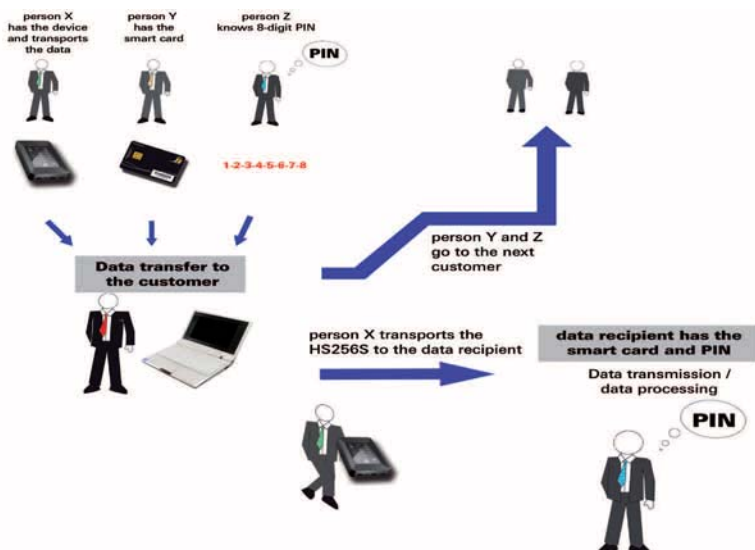 person X
has the device
and transports
the data
person Y
has the
smart card
person Z
knows 8-digit PIN
PIN
1-2-3-4-5-6-7-8
Data transfer to
the customer
person Y and Z
go to the next
customer
person X transports the
HS256S to the data recipient
data recipient has the
smart card and PIN
Data transmission /
data processing
PIN